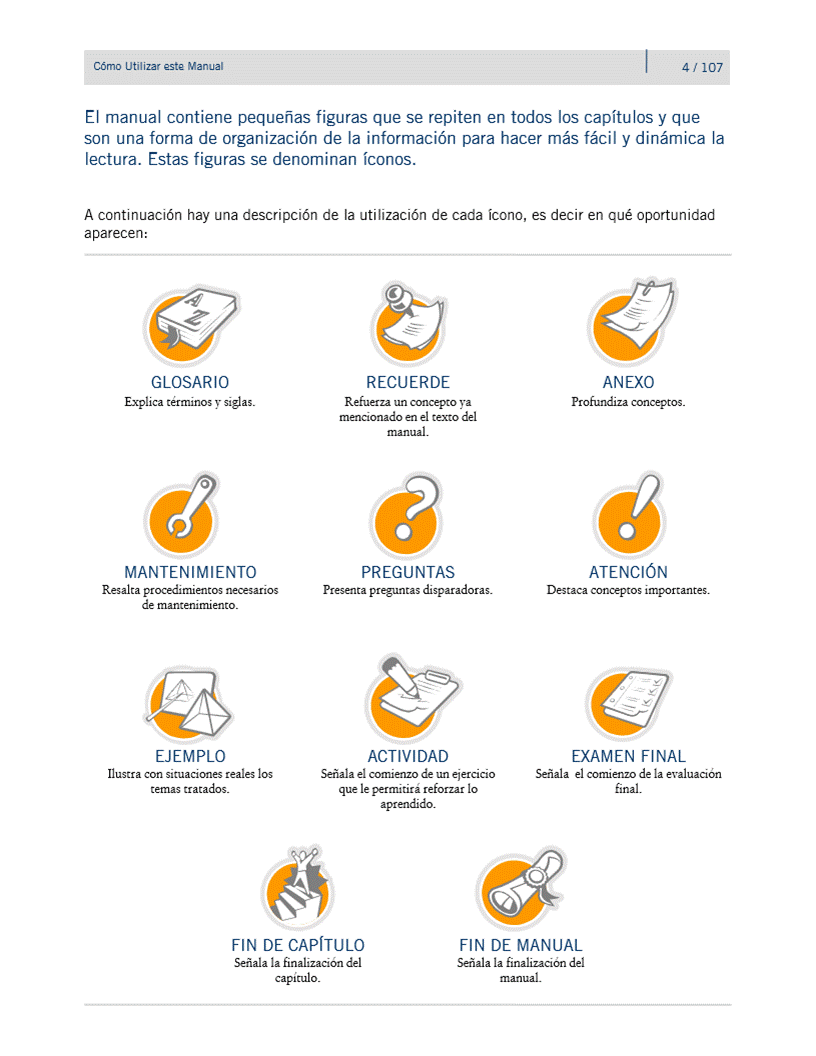 Cómo Utilizar este Manual
4 / 107
El manual contiene pequeñas figuras que se repiten en todos los capítulos y que
son una forma de organización de la información para hacer más fácil y dinámica la
lectura. Estas figuras se denominan íconos.
A continuación hay una descripción de la utilización de cada ícono, es decir en qué oportunidad
aparecen:
A
Z
GLOSARIO
Explica términos y siglas.
RECUERDE
Refuerza un concepto ya
mencionado en el texto del
manual.
ANEXO
Profundiza conceptos.
MANTENIMIENTO
Resalta procedimientos necesarios
de mantenimiento.
PREGUNTAS
Presenta preguntas disparadoras.
ATENCIÓN
Destaca conceptos importantes.
EJEMPLO
Ilustra con situaciones reales los
temas tratados.
ACTIVIDAD
Señala el comienzo de un ejercicio
que le permitirá reforzar lo
aprendido.
EXAMEN FINAL
Señala  el comienzo de la evaluación
final.
FIN DE CAPÍTULO
Señala la finalización del
capítulo.
FIN DE MANUAL
Señala la finalización del
manual.